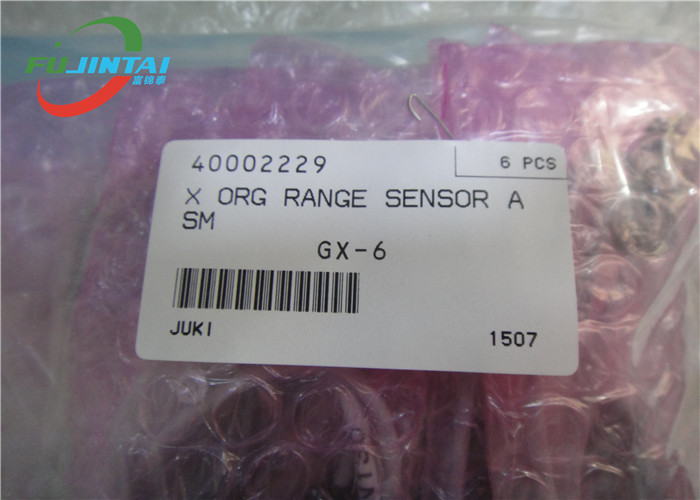 FUJINTAI
富锦泰
40002229
6 PCS
X ORG RANGE SENSOR A
SM
GX-6
JUKI
1507